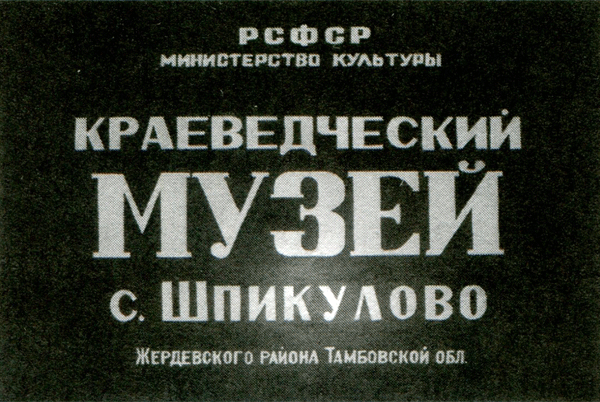 РСФСР
МИНИСТЕРСТВО КУЛЬТУРЫ
КРАЕВЕДЧЕСКИЙ
МУЗЕЙ
с. ШПИКУЛОВО
ЖЕРДЕВСКОГО РАЙОНА ТАМБОВСКОЙ ОБЛ.